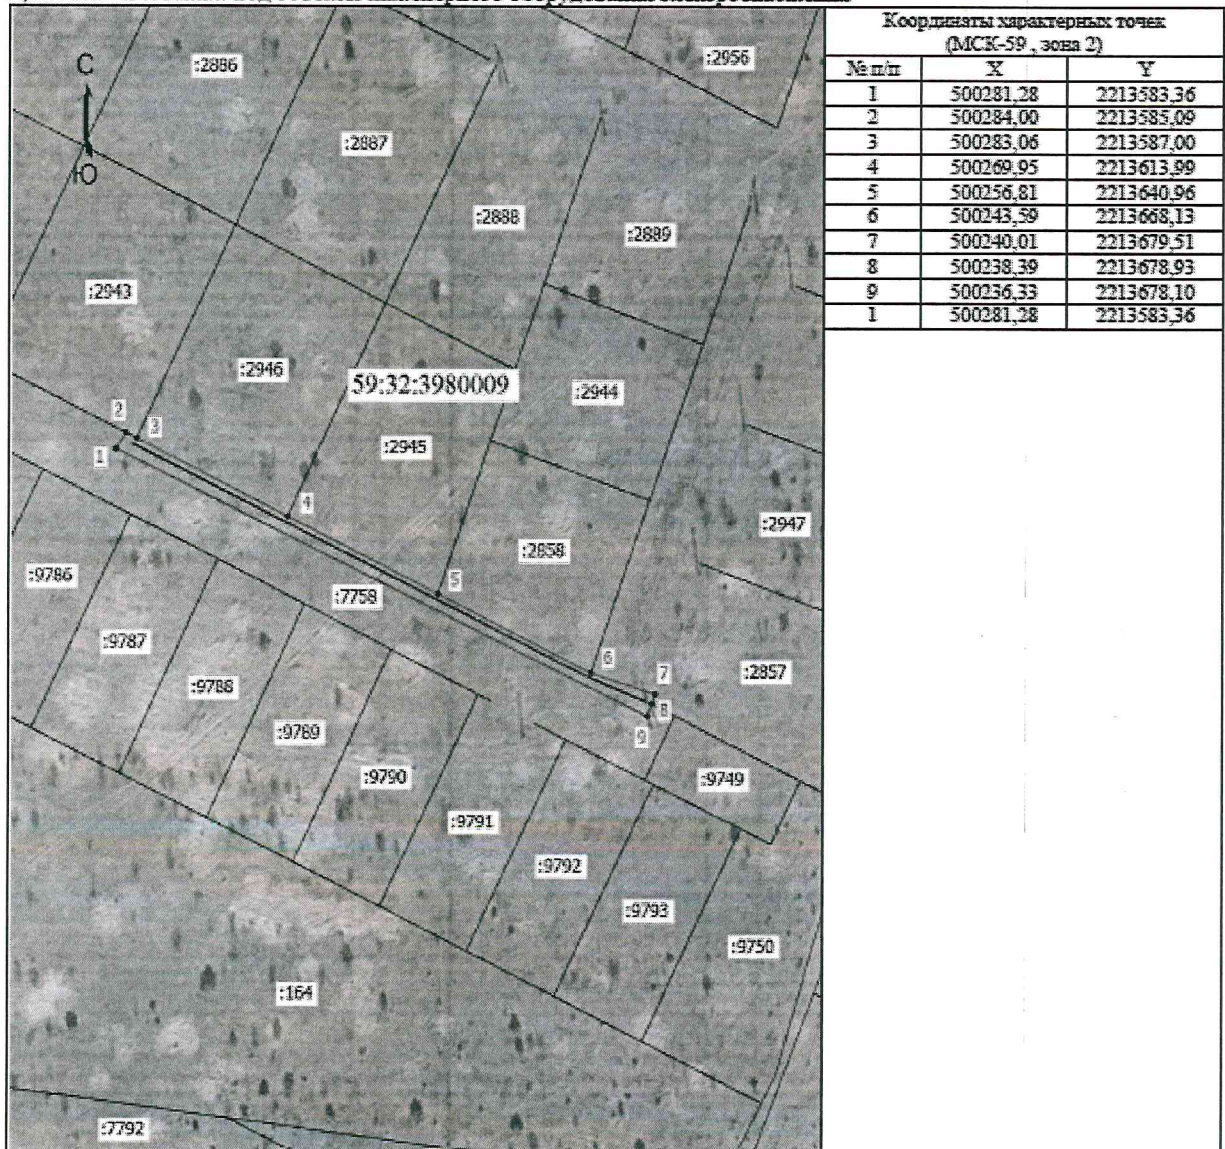 Координаты характерных точек
(МСК-59 , зона 2)
№ п/п X Y
1 500281,28 2213583,36
2 500284,00 2213585,09
3 500283,06 2213587,00
4 500269,95 2213613,99
5 500256,81 2213640,96
6 500243,59 2213668,13
7 500240,01 2213679,51
8 500238,39 2213678,93
9 500236,33 2213678,10
1 500281,28 2213583,36
С
Ю
:2886
:2956
:2887
:2888
:2889
:2943
:2946
59:32:3980009
:2944
2
3
1
:2945
4
:2947
:2858
:9786
5
:7758
:9787
6
:2857
7
:9788
8
9
:9789
:9790
:9749
:9791
:9792
:9793
:9750
:164
:7792